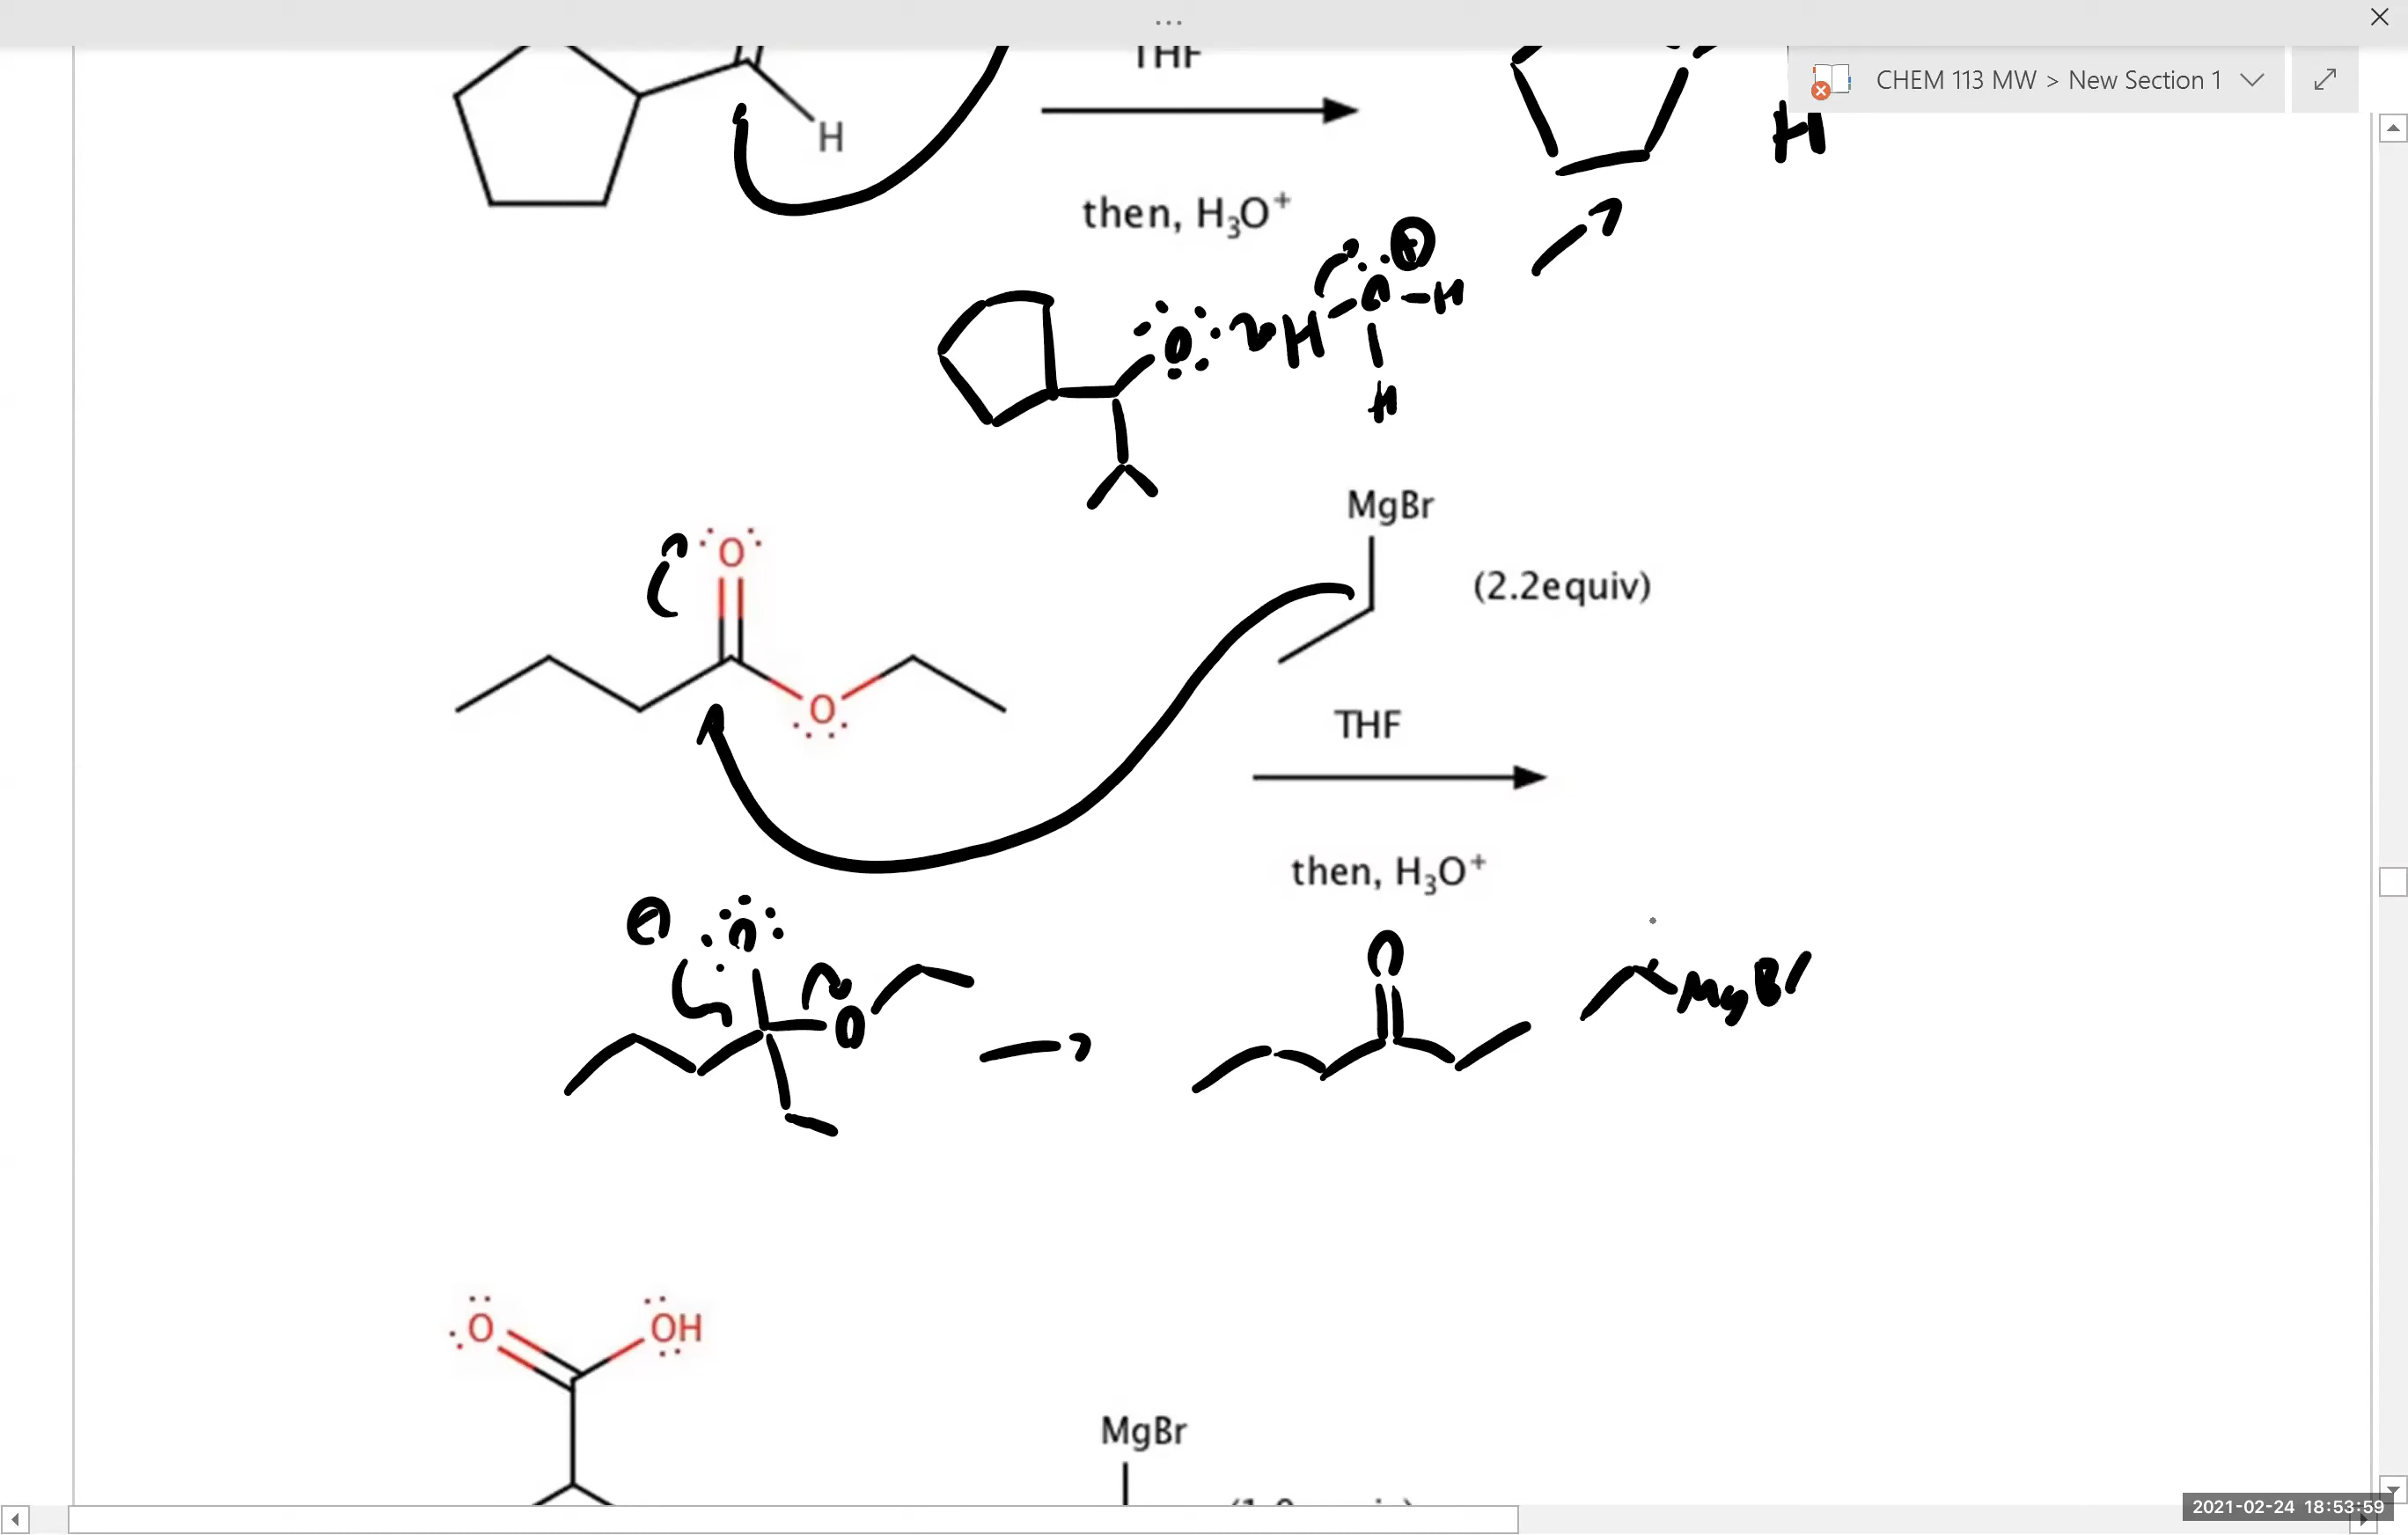 ...
THF
CHEM 113 MW > New Section 1
H
H
then, H₃O⁺
⊕
O
H
O
H
H
MgBr
O
(2.2equiv)
O
THF
then, H₃O⁺
⊖
O
O
O
MgBr
O
OH
MgBr
2021-02-24 18:53:59